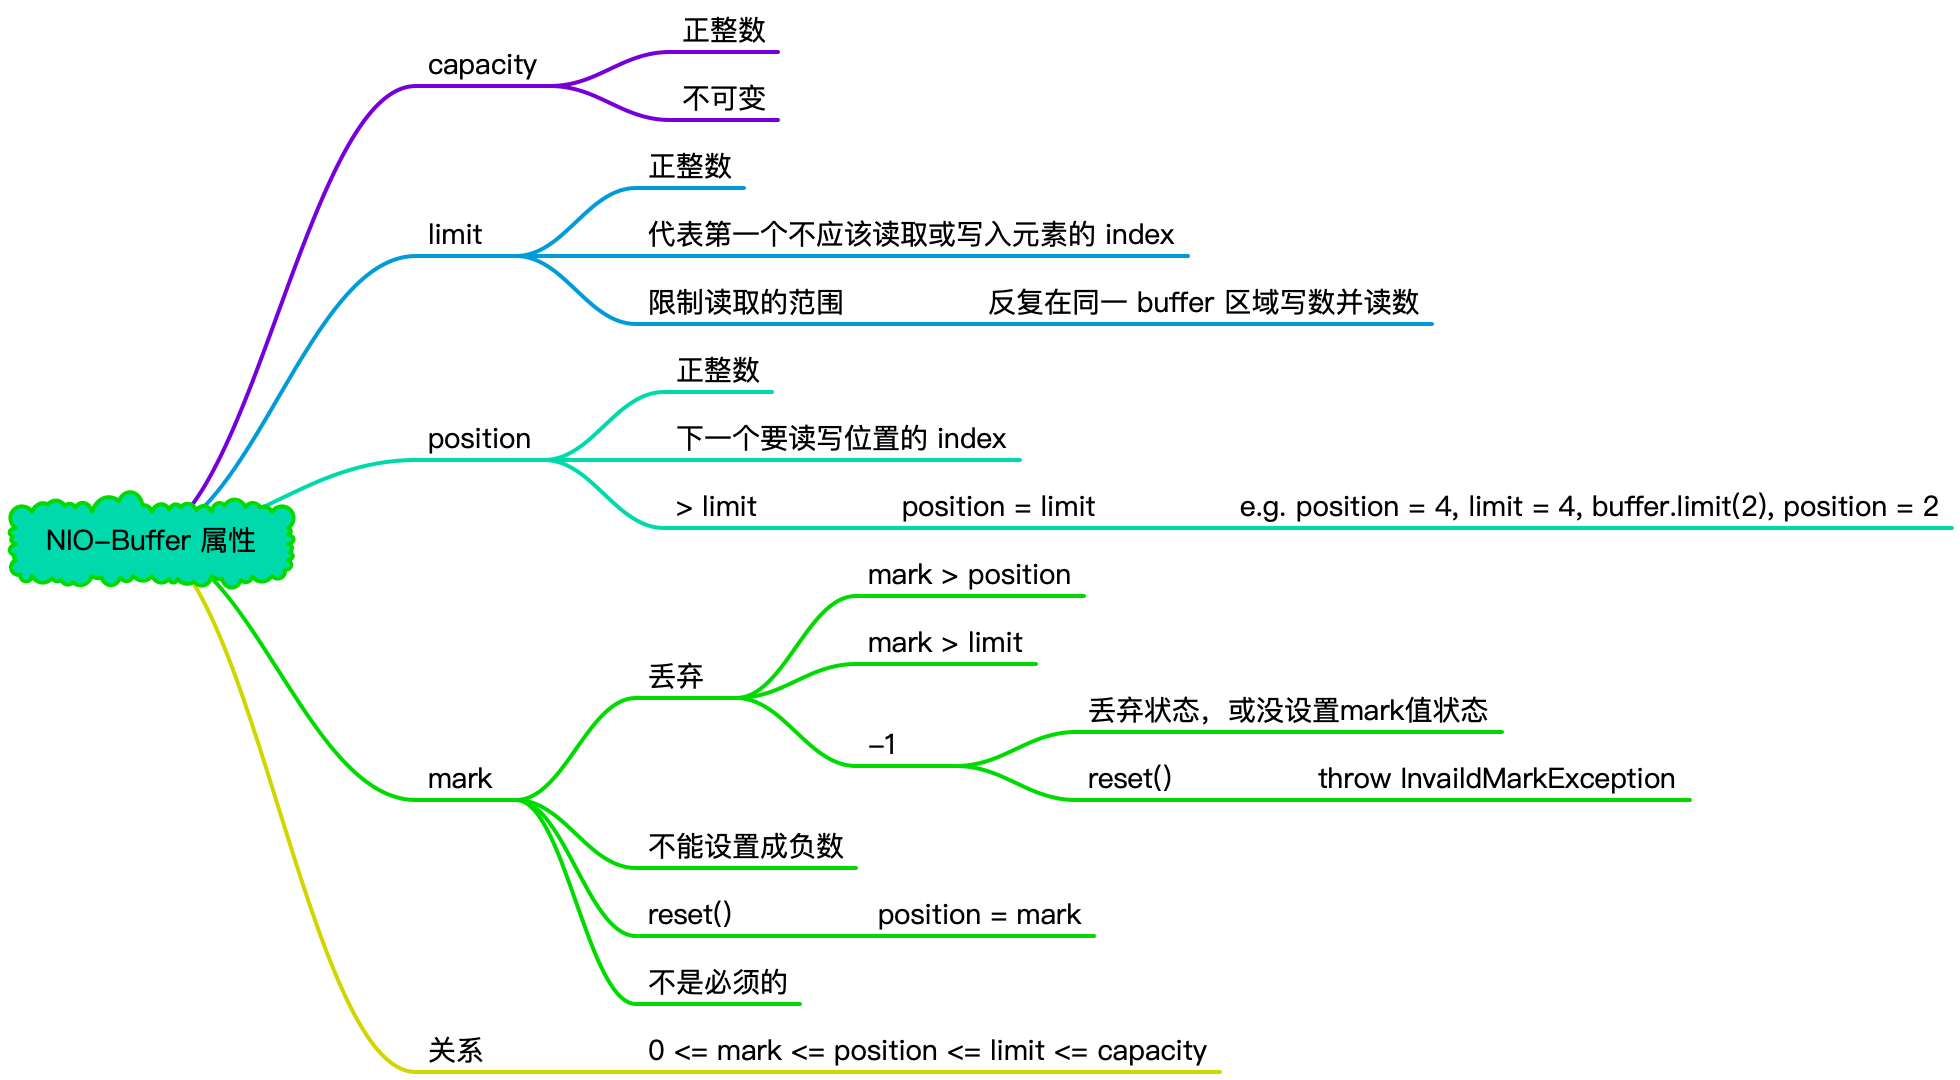 NIO-Buffer 属性
capacity
正整数
不可变
limit
正整数
代表第一个不应该读取或写入元素的 index
限制读取的范围
反复在同一 buffer 区域写数并读数
position
正整数
下一个要读写位置的 index
> limit
position = limit
e.g. position = 4, limit = 4, buffer.limit(2), position = 2
mark
丢弃
mark > position
mark > limit
-1
丢弃状态，或没设置mark值状态
reset()
throw InvaildMarkException
不能设置成负数
reset()
position = mark
不是必须的
关系
0 <= mark <= position <= limit <= capacity